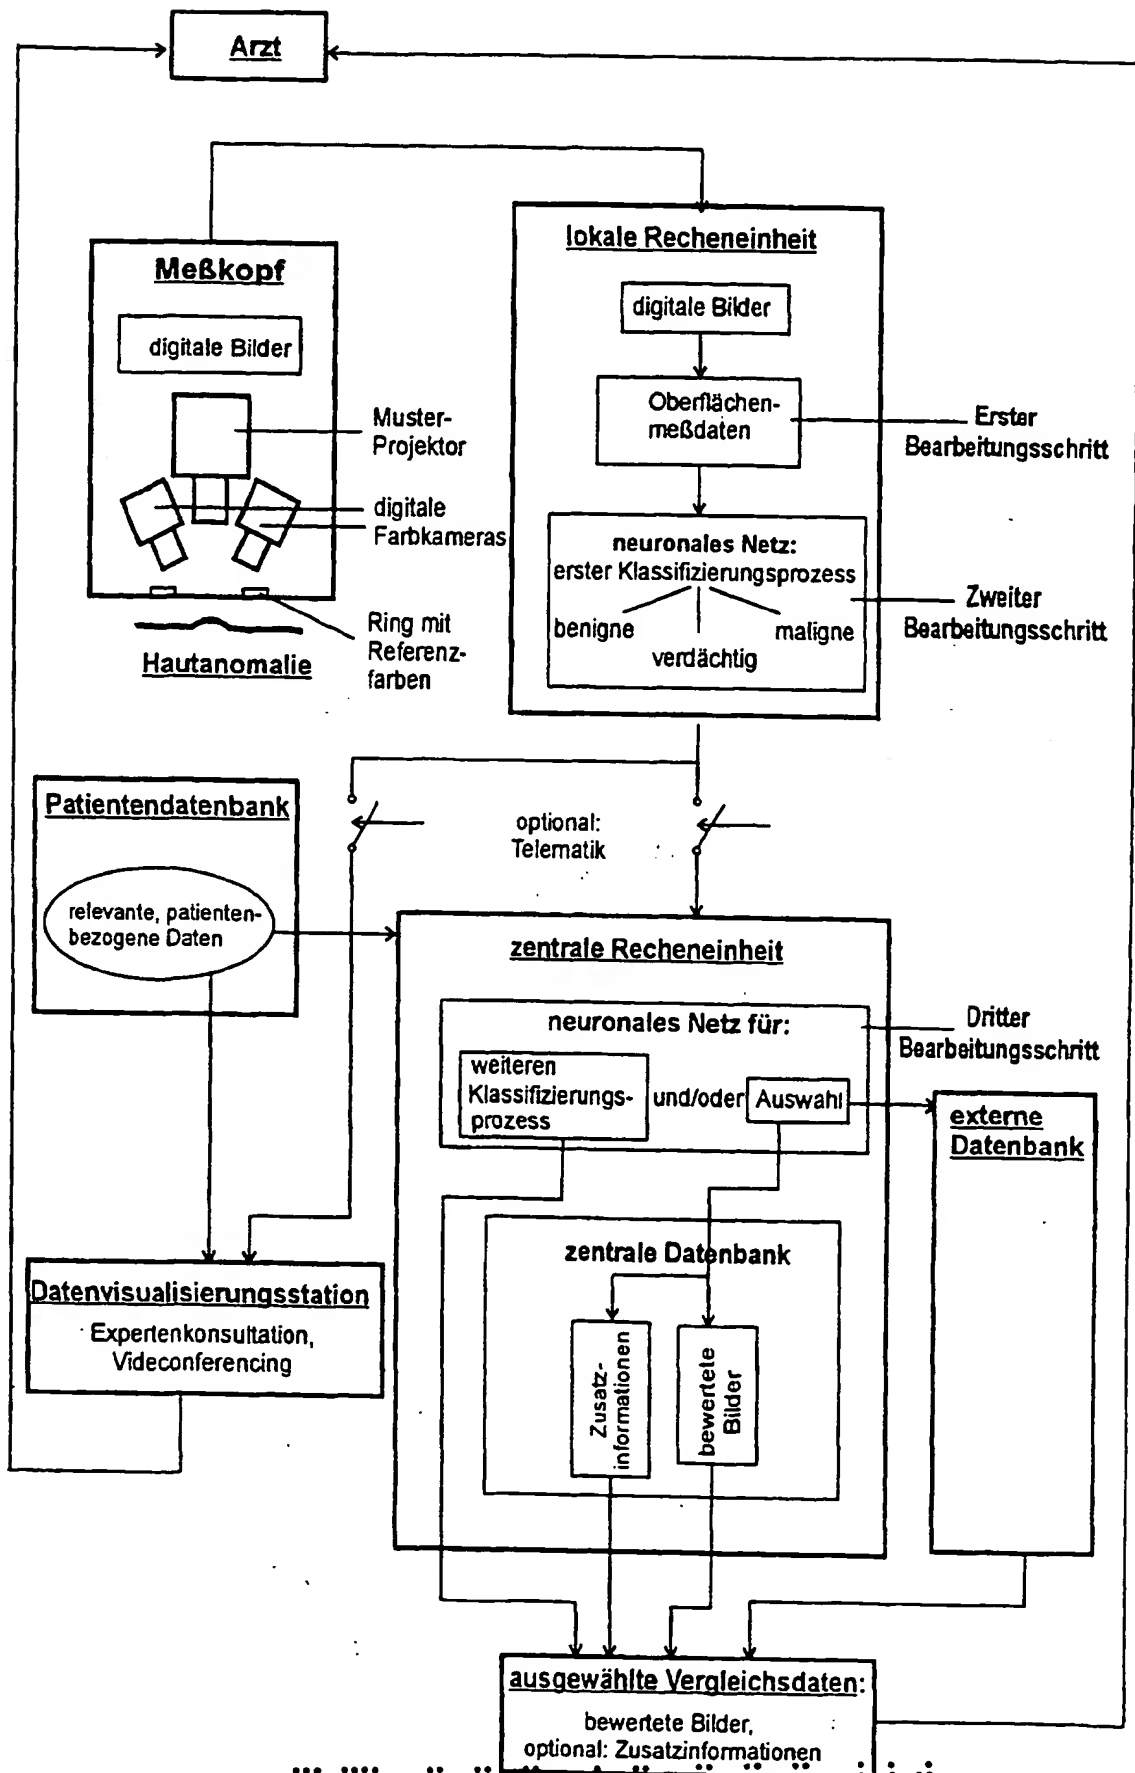 Arzt
Meßkopf
digitale Bilder
Muster-
Projektor
digitale
Farbkameras
Ring mit
Referenz-
farben
Hautanomalie
lokale Recheneinheit
digitale Bilder
Oberflächen-
meßdaten
Erster
Bearbeitungsschritt
neuronales Netz:
erster Klassifizierungsprozess
benigne
verdächtig
maligne
Zweiter
Bearbeitungsschritt
Patientendatenbank
relevante, patienten-
bezogene Daten
optional:
Telematik
zentrale Recheneinheit
neuronales Netz für:
weiteren
Klassifizierungs-
prozess
und/oder
Auswahl
Dritter
Bearbeitungsschritt
externe
Datenbank
zentrale Datenbank
Zusatz-
informationen
bewertete
Bilder
Datenvisualisierungsstation
Expertenkonsultation,
Videconferencing
ausgewählte Vergleichsdaten:
bewertete Bilder,
optional: Zusatzinformationen